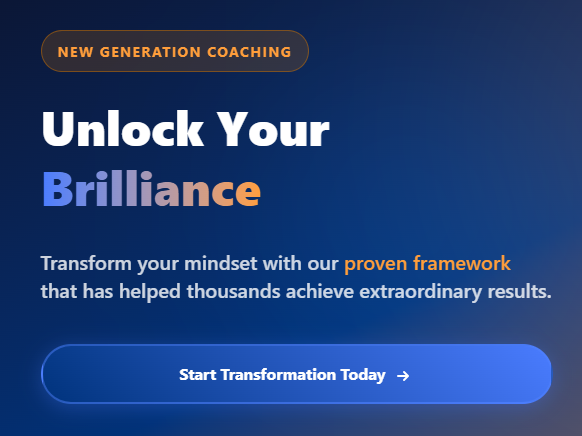 NEW GENERATION COACHING
Unlock Your
Brilliance
Transform your mindset with our proven framework
that has helped thousands achieve extraordinary results.
Start Transformation Today →